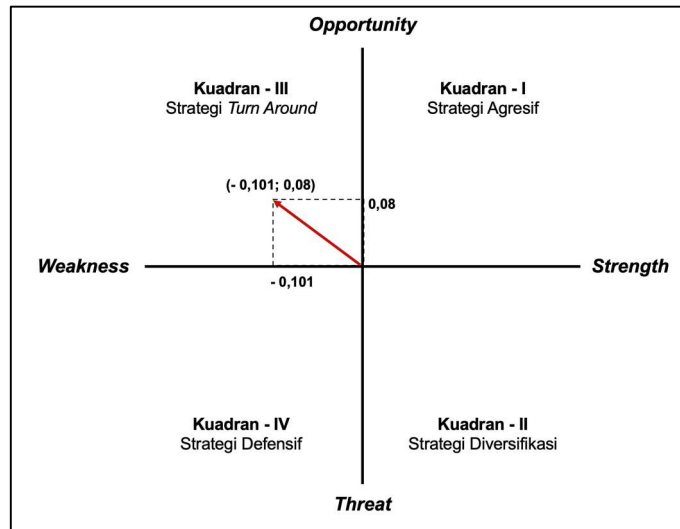 Opportunity
Kuadran - III
Strategi Turn Around
Kuadran - I
Strategi Agresif
(- 0,101; 0,08)
0,08
Weakness
Strength
- 0,101
Kuadran - IV
Strategi Defensif
Kuadran - II
Strategi Diversifikasi
Threat